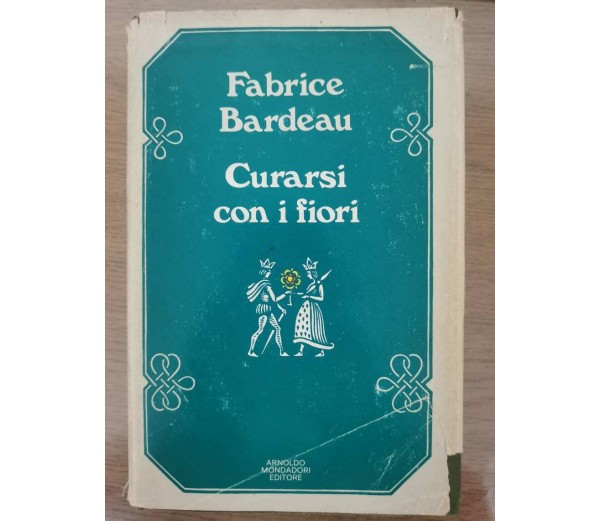 Fabrice
Bardeau
Curarsi
con i fiori
ARNOLDO
MONDADORI
EDITORE